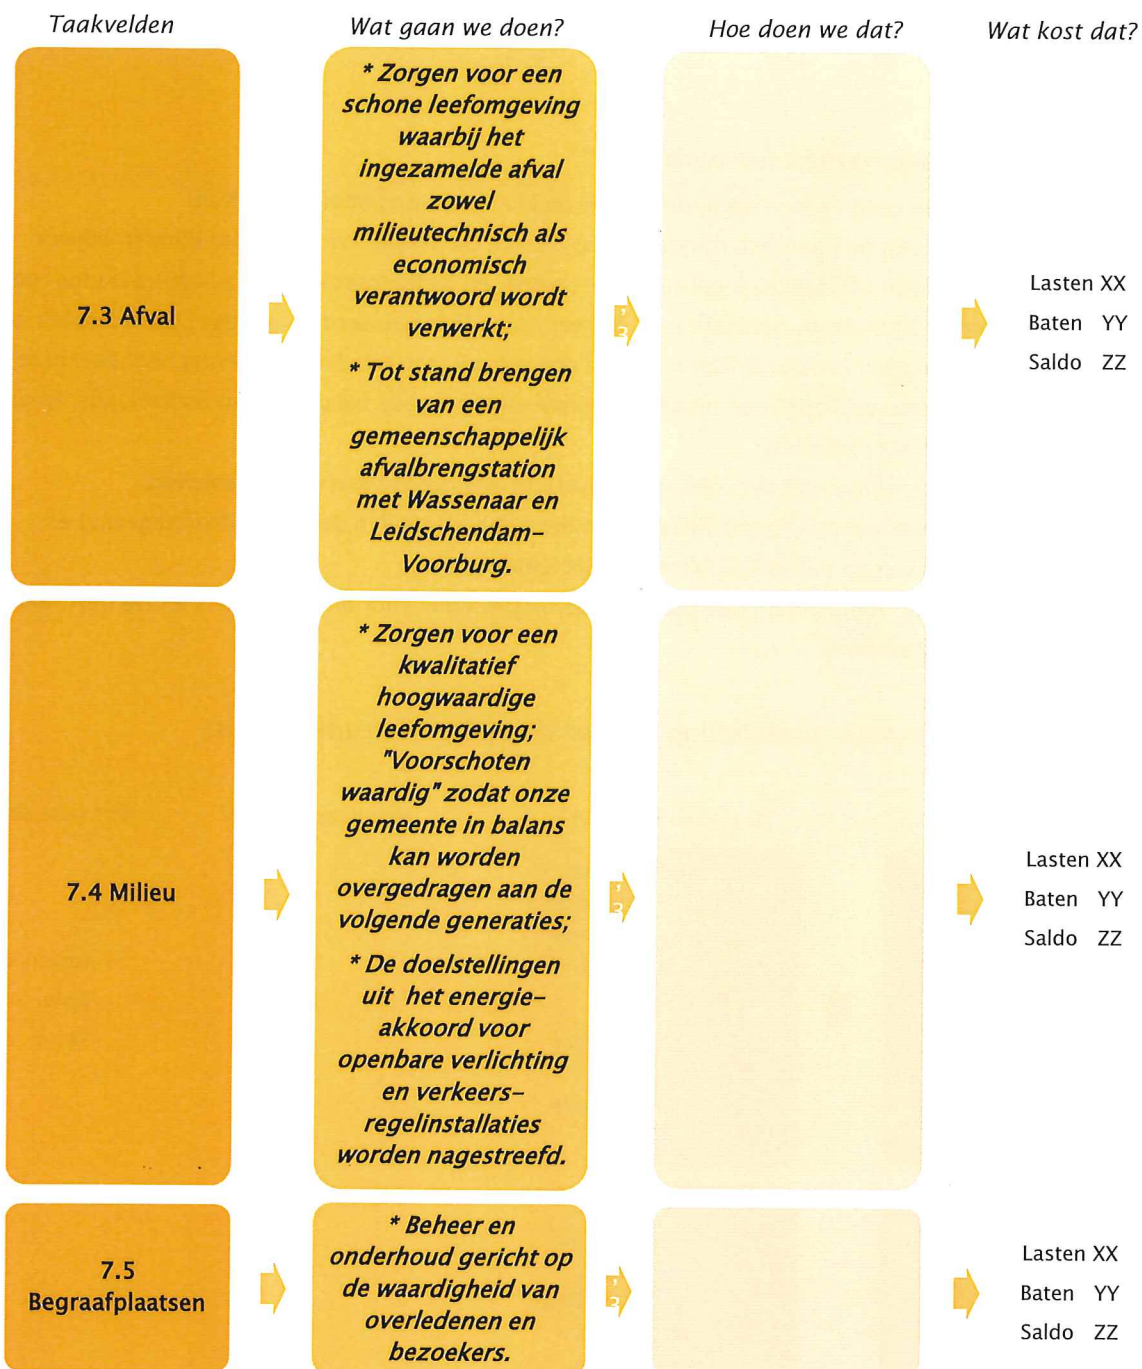 Taakvelden
Wat gaan we doen?
Hoe doen we dat?
Wat kost dat?
7.3 Afval
* Zorgen voor een
schone leefomgeving
waarbij het
ingezamelde afval
zowel
milieutechnisch als
economisch
verantwoord wordt
verwerkt;
* Tot stand brengen
van een
gemeenschappelijk
afvalbrengstation
met Wassenaar en
Leidschendam-
Voorburg.
Lasten XX
Baten YY
Saldo ZZ
7.4 Milieu
* Zorgen voor een
kwalitatief
hoogwaardige
leefomgeving;
"Voorschoten
waardig" zodat onze
gemeente in balans
kan worden
overgedragen aan de
volgende generaties;
* De doelstellingen
uit het energie-
akkoord voor
openbare verlichting
en verkeers-
regelinstallaties
worden nagestreefd.
Lasten XX
Baten YY
Saldo ZZ
7.5
Begraafplaatsen
* Beheer en
onderhoud gericht op
de waardigheid van
overledenen en
bezoekers.
Lasten XX
Baten YY
Saldo ZZ